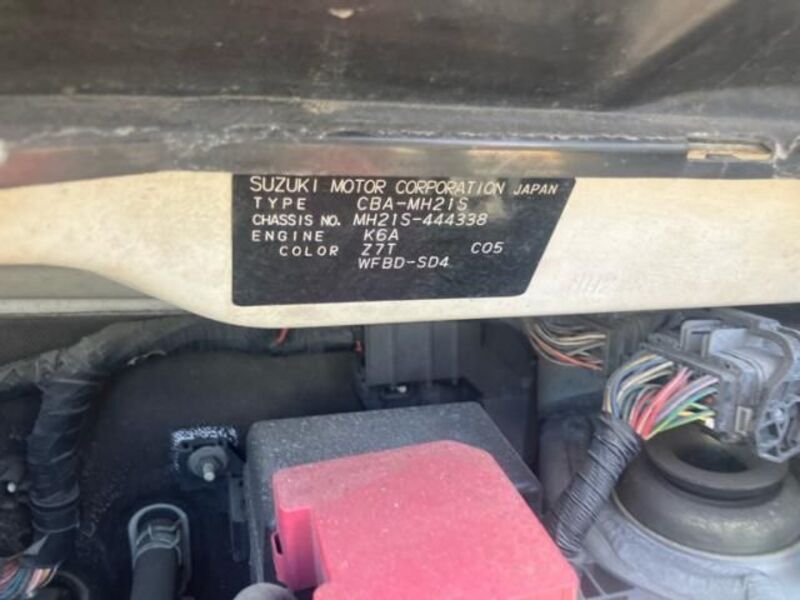 SUZUKI MOTOR CORPORATION JAPAN
TYPE CBA-MH21S
CHASSIS NO. MH21S-444338
ENGINE K6A
COLOR Z7T C05
WFBD-SD4